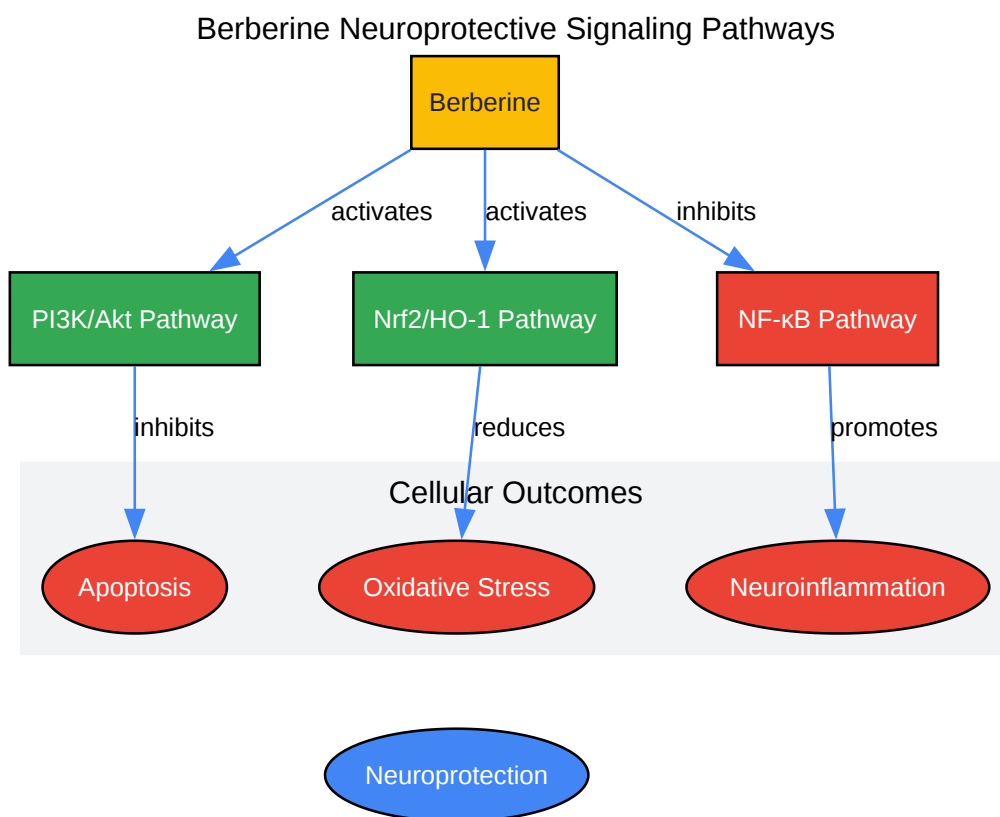 Berberine Neuroprotective Signaling Pathways
Berberine
activates
activates
inhibits
PI3K/Akt Pathway
Nrf2/HO-1 Pathway
NF-κB Pathway
inhibits
reduces
promotes
Cellular Outcomes
Apoptosis
Oxidative Stress
Neuroinflammation
Neuroprotection